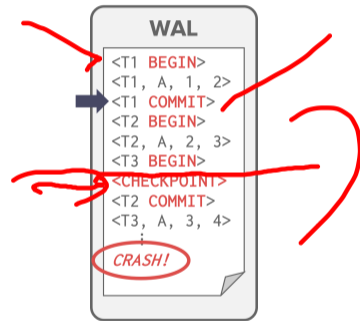 WAL
<T1 BEGIN>
<T1, A, 1, 2>
<T1 COMMIT>
<T2 BEGIN>
<T2, A, 2, 3>
<T3 BEGIN>
<CHECKPOINT>
<T2 COMMIT>
<T3, A, 3, 4>
⋮
CRASH!